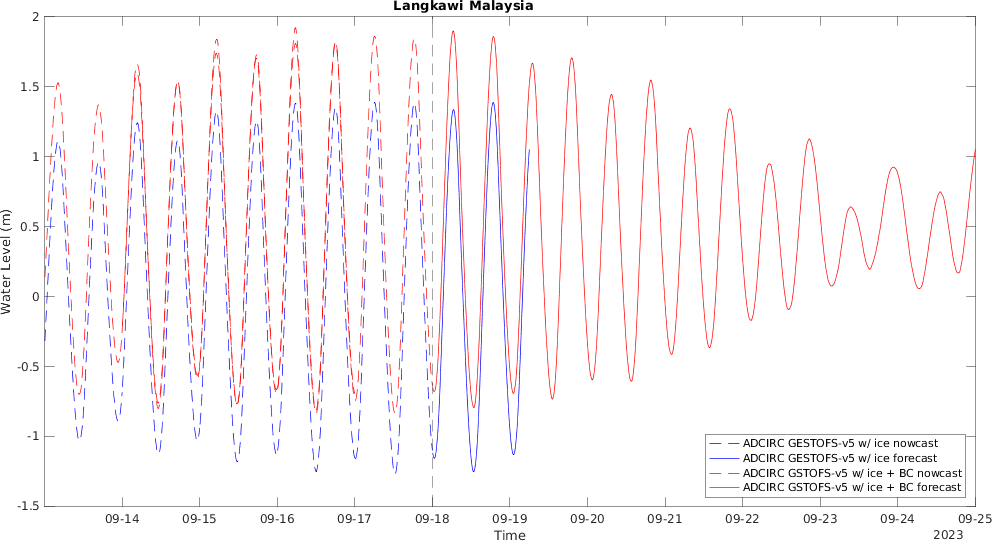 Langkawi Malaysia
2
1.5
1
0.5
0
-0.5
-1
-1.5
Water Level (m)
09-14 09-15 09-16 09-17 09-18 09-19 09-20 09-21 09-22 09-23 09-24 09-25
Time
2023
ADCIRC GESTOFS-v5 w/ ice nowcast
ADCIRC GESTOFS-v5 w/ ice forecast
ADCIRC GSTOFS-v5 w/ ice + BC nowcast
ADCIRC GSTOFS-v5 w/ ice + BC forecast